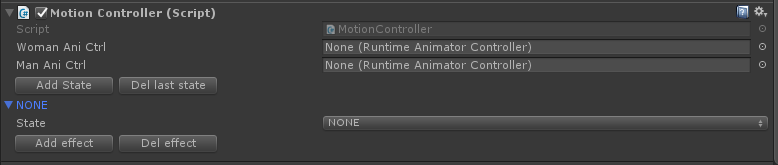 Motion Controller (Script)
Script MotionController
Woman Ani Ctrl None (Runtime Animator Controller)
Man Ani Ctrl None (Runtime Animator Controller)
Add State Del last state
NONE
State NONE
Add effect Del effect